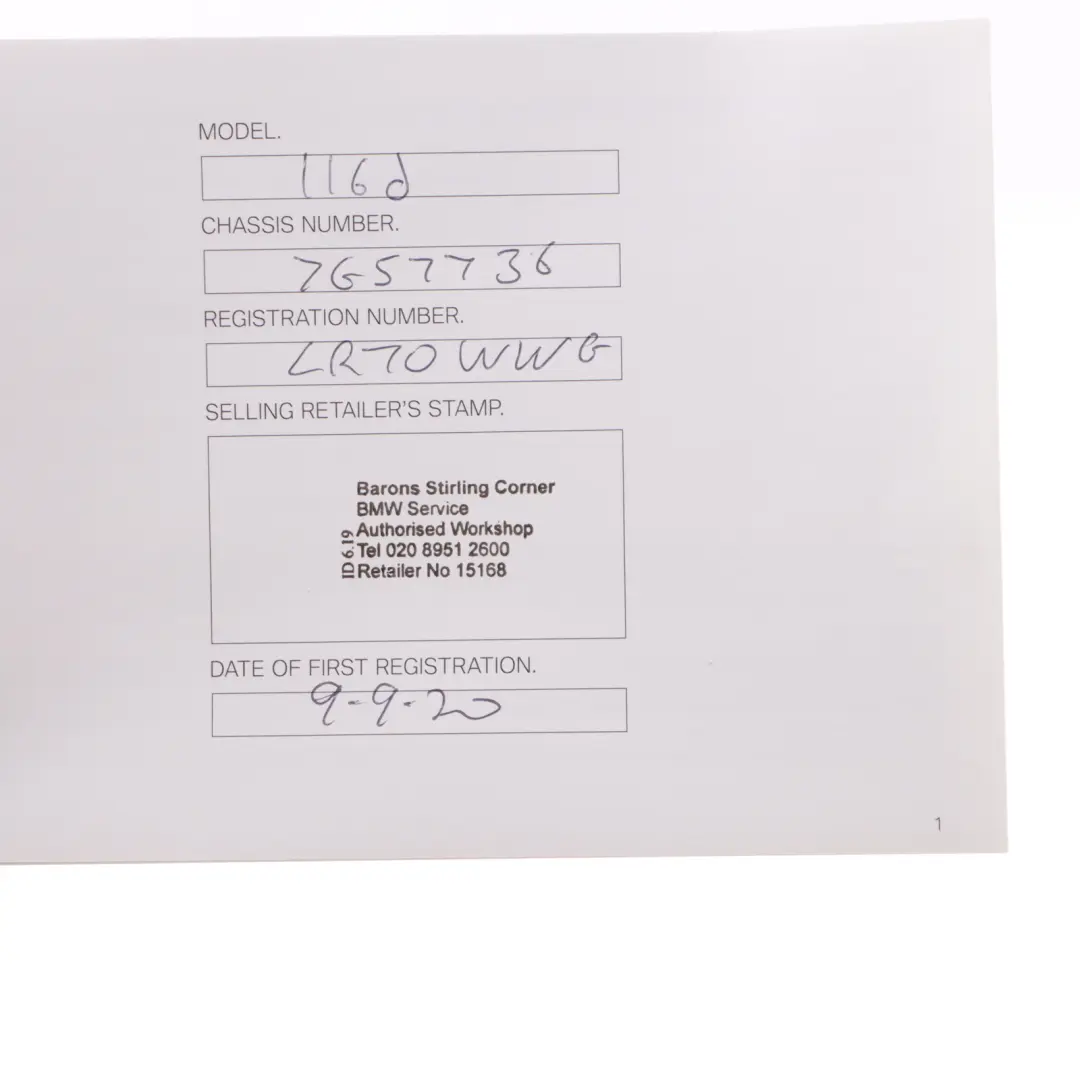 MODEL.
116d
CHASSIS NUMBER.
7G57736
REGISTRATION NUMBER.
LR70 WWG
SELLING RETAILER'S STAMP.
Barons Stirling Corner
BMW Service
Authorised Workshop
Tel 020 8951 2600
Retailer No 15168
ID 6.19
DATE OF FIRST REGISTRATION.
9-9-20
1